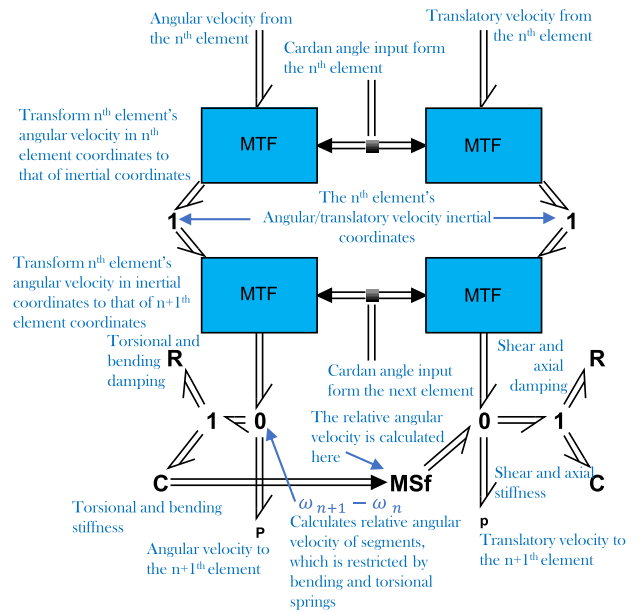 Angular velocity from
the nth element
Translatory velocity from
the nth element
Cardan angle input form
the nth element
Transform nth element's
angular velocity in nth
element coordinates to
that of inertial coordinates
MTF
MTF
The nth element's
Angular/translatory velocity inertial
coordinates
1
1
Transform nth element's
angular velocity in inertial
coordinates to that of n+1th
element coordinates
MTF
MTF
Torsional and
bending
damping
R
Cardan angle input
form the next element
Shear and
axial
damping
R
1
0
The relative angular
velocity is calculated
here
0
1
C
MSf
Shear and axial
stiffness
C
Torsional and bending
stiffness
ω n+1 − ω n
P
Calculates relative angular
velocity of segments,
which is restricted by
bending and torsional
springs
p
Angular velocity to
the n+1th element
Translatory velocity to
the n+1th element